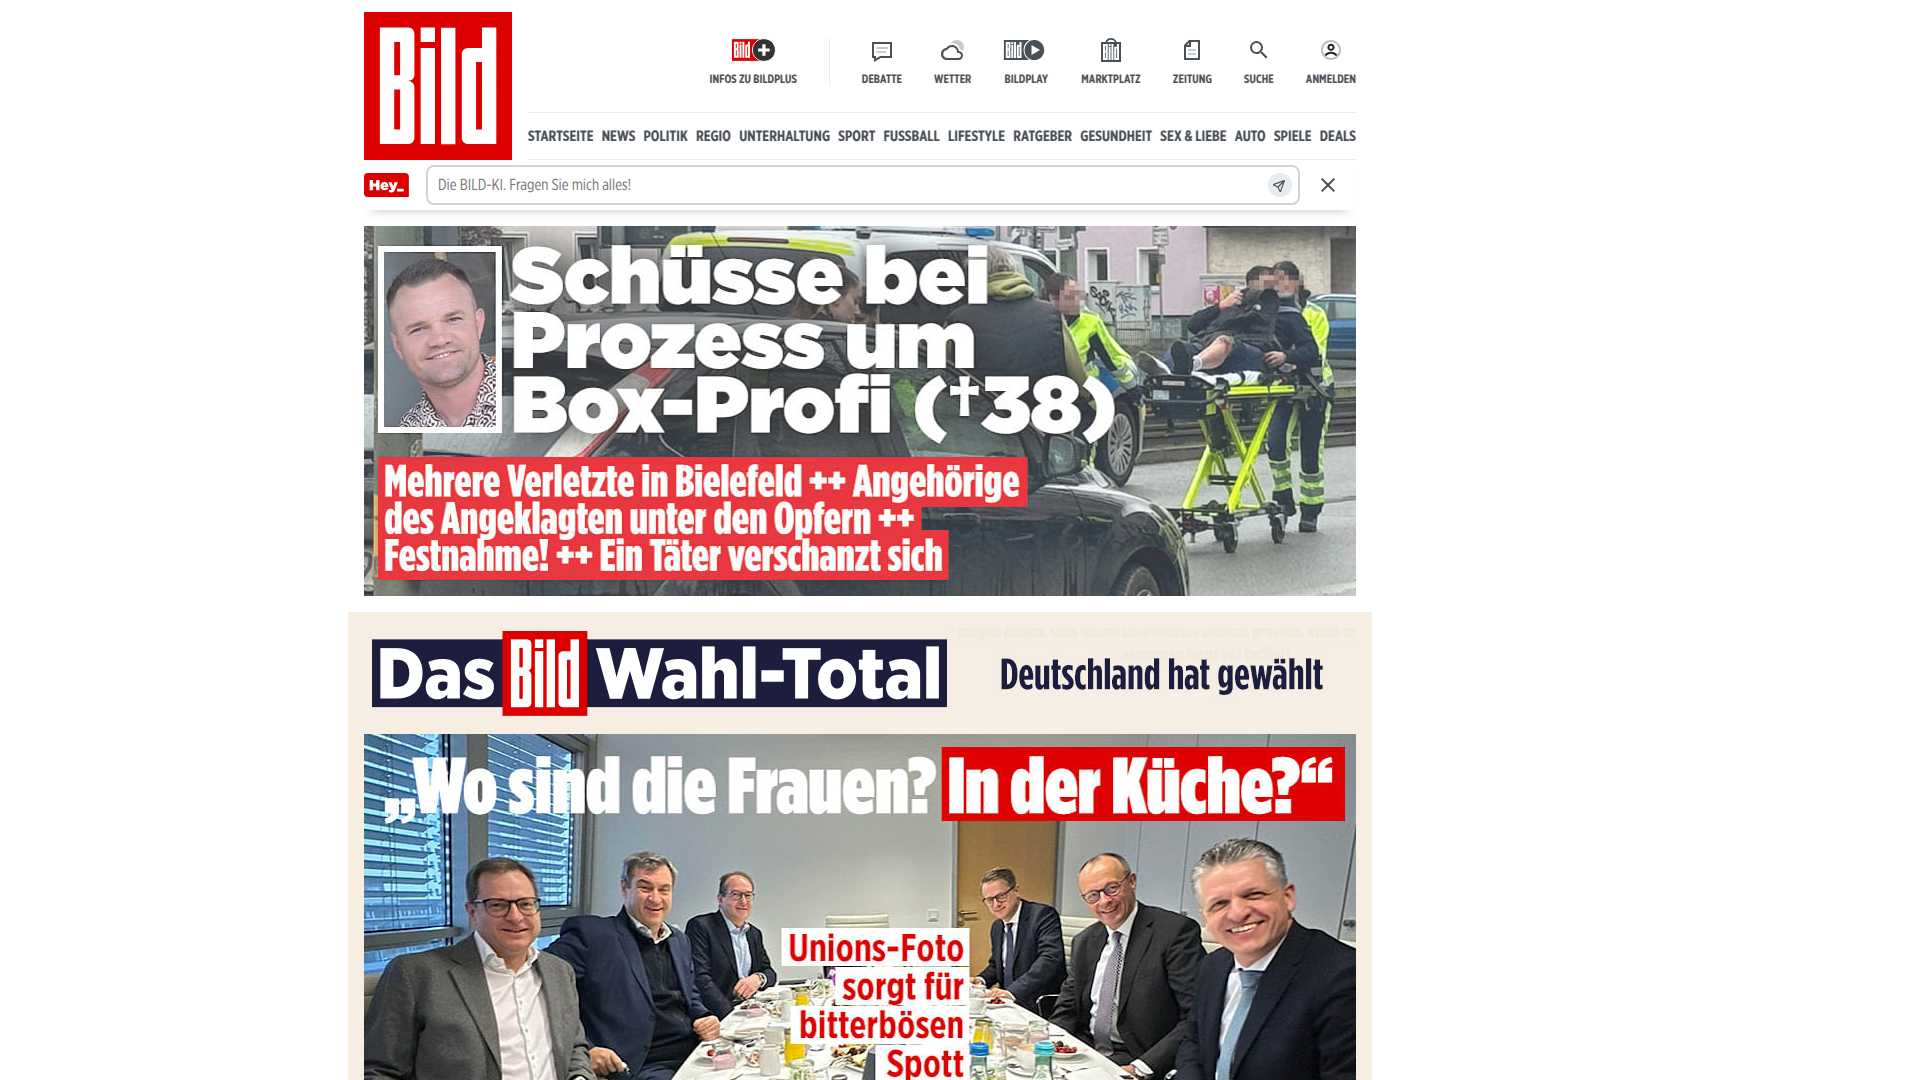 Bild
Bild
INFOS ZU BILDPLUS
DEBATTE
WETTER
Bild
BILDPLAY
Bild
MARKTPLATZ
ZEITUNG
SUCHE
ANMELDEN
STARTSEITE NEWS POLITIK REGIO UNTERHALTUNG SPORT FUSSBALL LIFESTYLE RATGEBER GESUNDHEIT SEX & LIEBE AUTO SPIELE DEALS
Hey_
Die BILD-KI. Fragen Sie mich alles!
Schüsse bei
Prozess um
Box-Profi (†38)
Mehrere Verletzte in Bielefeld ++ Angehörige
des Angeklagten unter den Opfern ++
Festnahme! ++ Ein Täter verschanzt sich
Das Bild Wahl-Total
Deutschland hat gewählt
„Wo sind die Frauen? In der Küche?“
Unions-Foto
sorgt für
bitterbösen
Spott